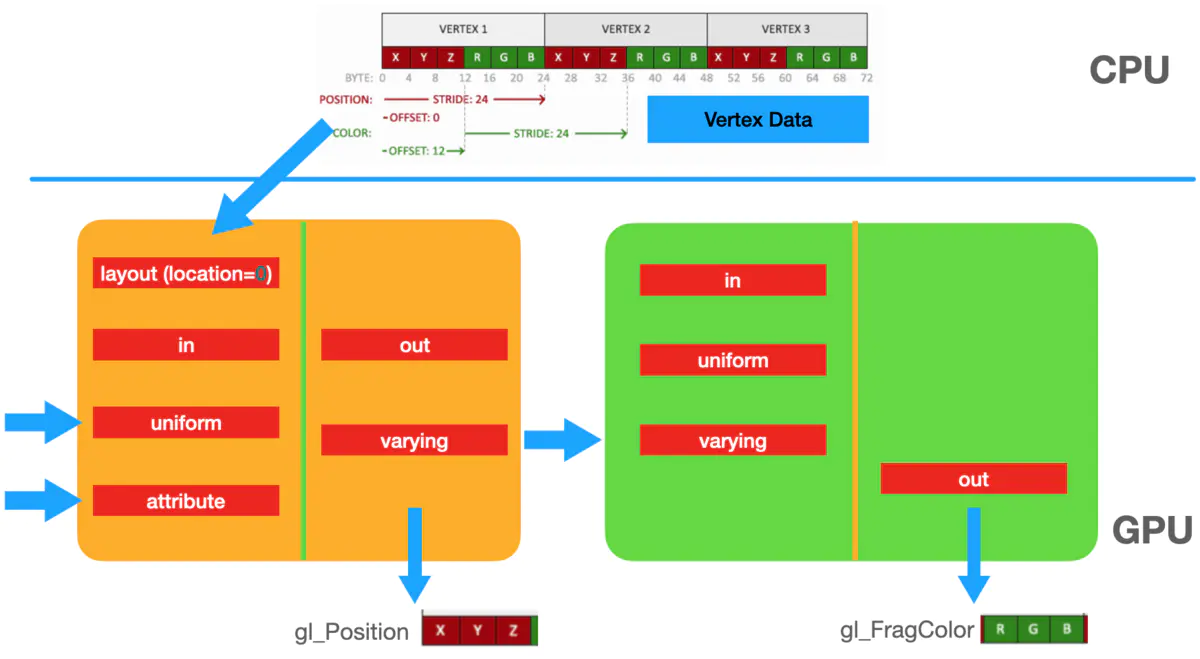 VERTEX 1 VERTEX 2 VERTEX 3
X Y Z R G B X Y Z R G B X Y Z R G B
BYTE: 0 4 8 12 16 20 24 28 32 36 40 44 48 52 56 60 64 68 72
POSITION: STRIDE: 24
-OFFSET: 0
COLOR: STRIDE: 24
-OFFSET: 12
Vertex Data
CPU
layout (location=0)
in
uniform
attribute
out
varying
in
uniform
varying
out
GPU
gl_Position X Y Z
gl_FragColor R G B